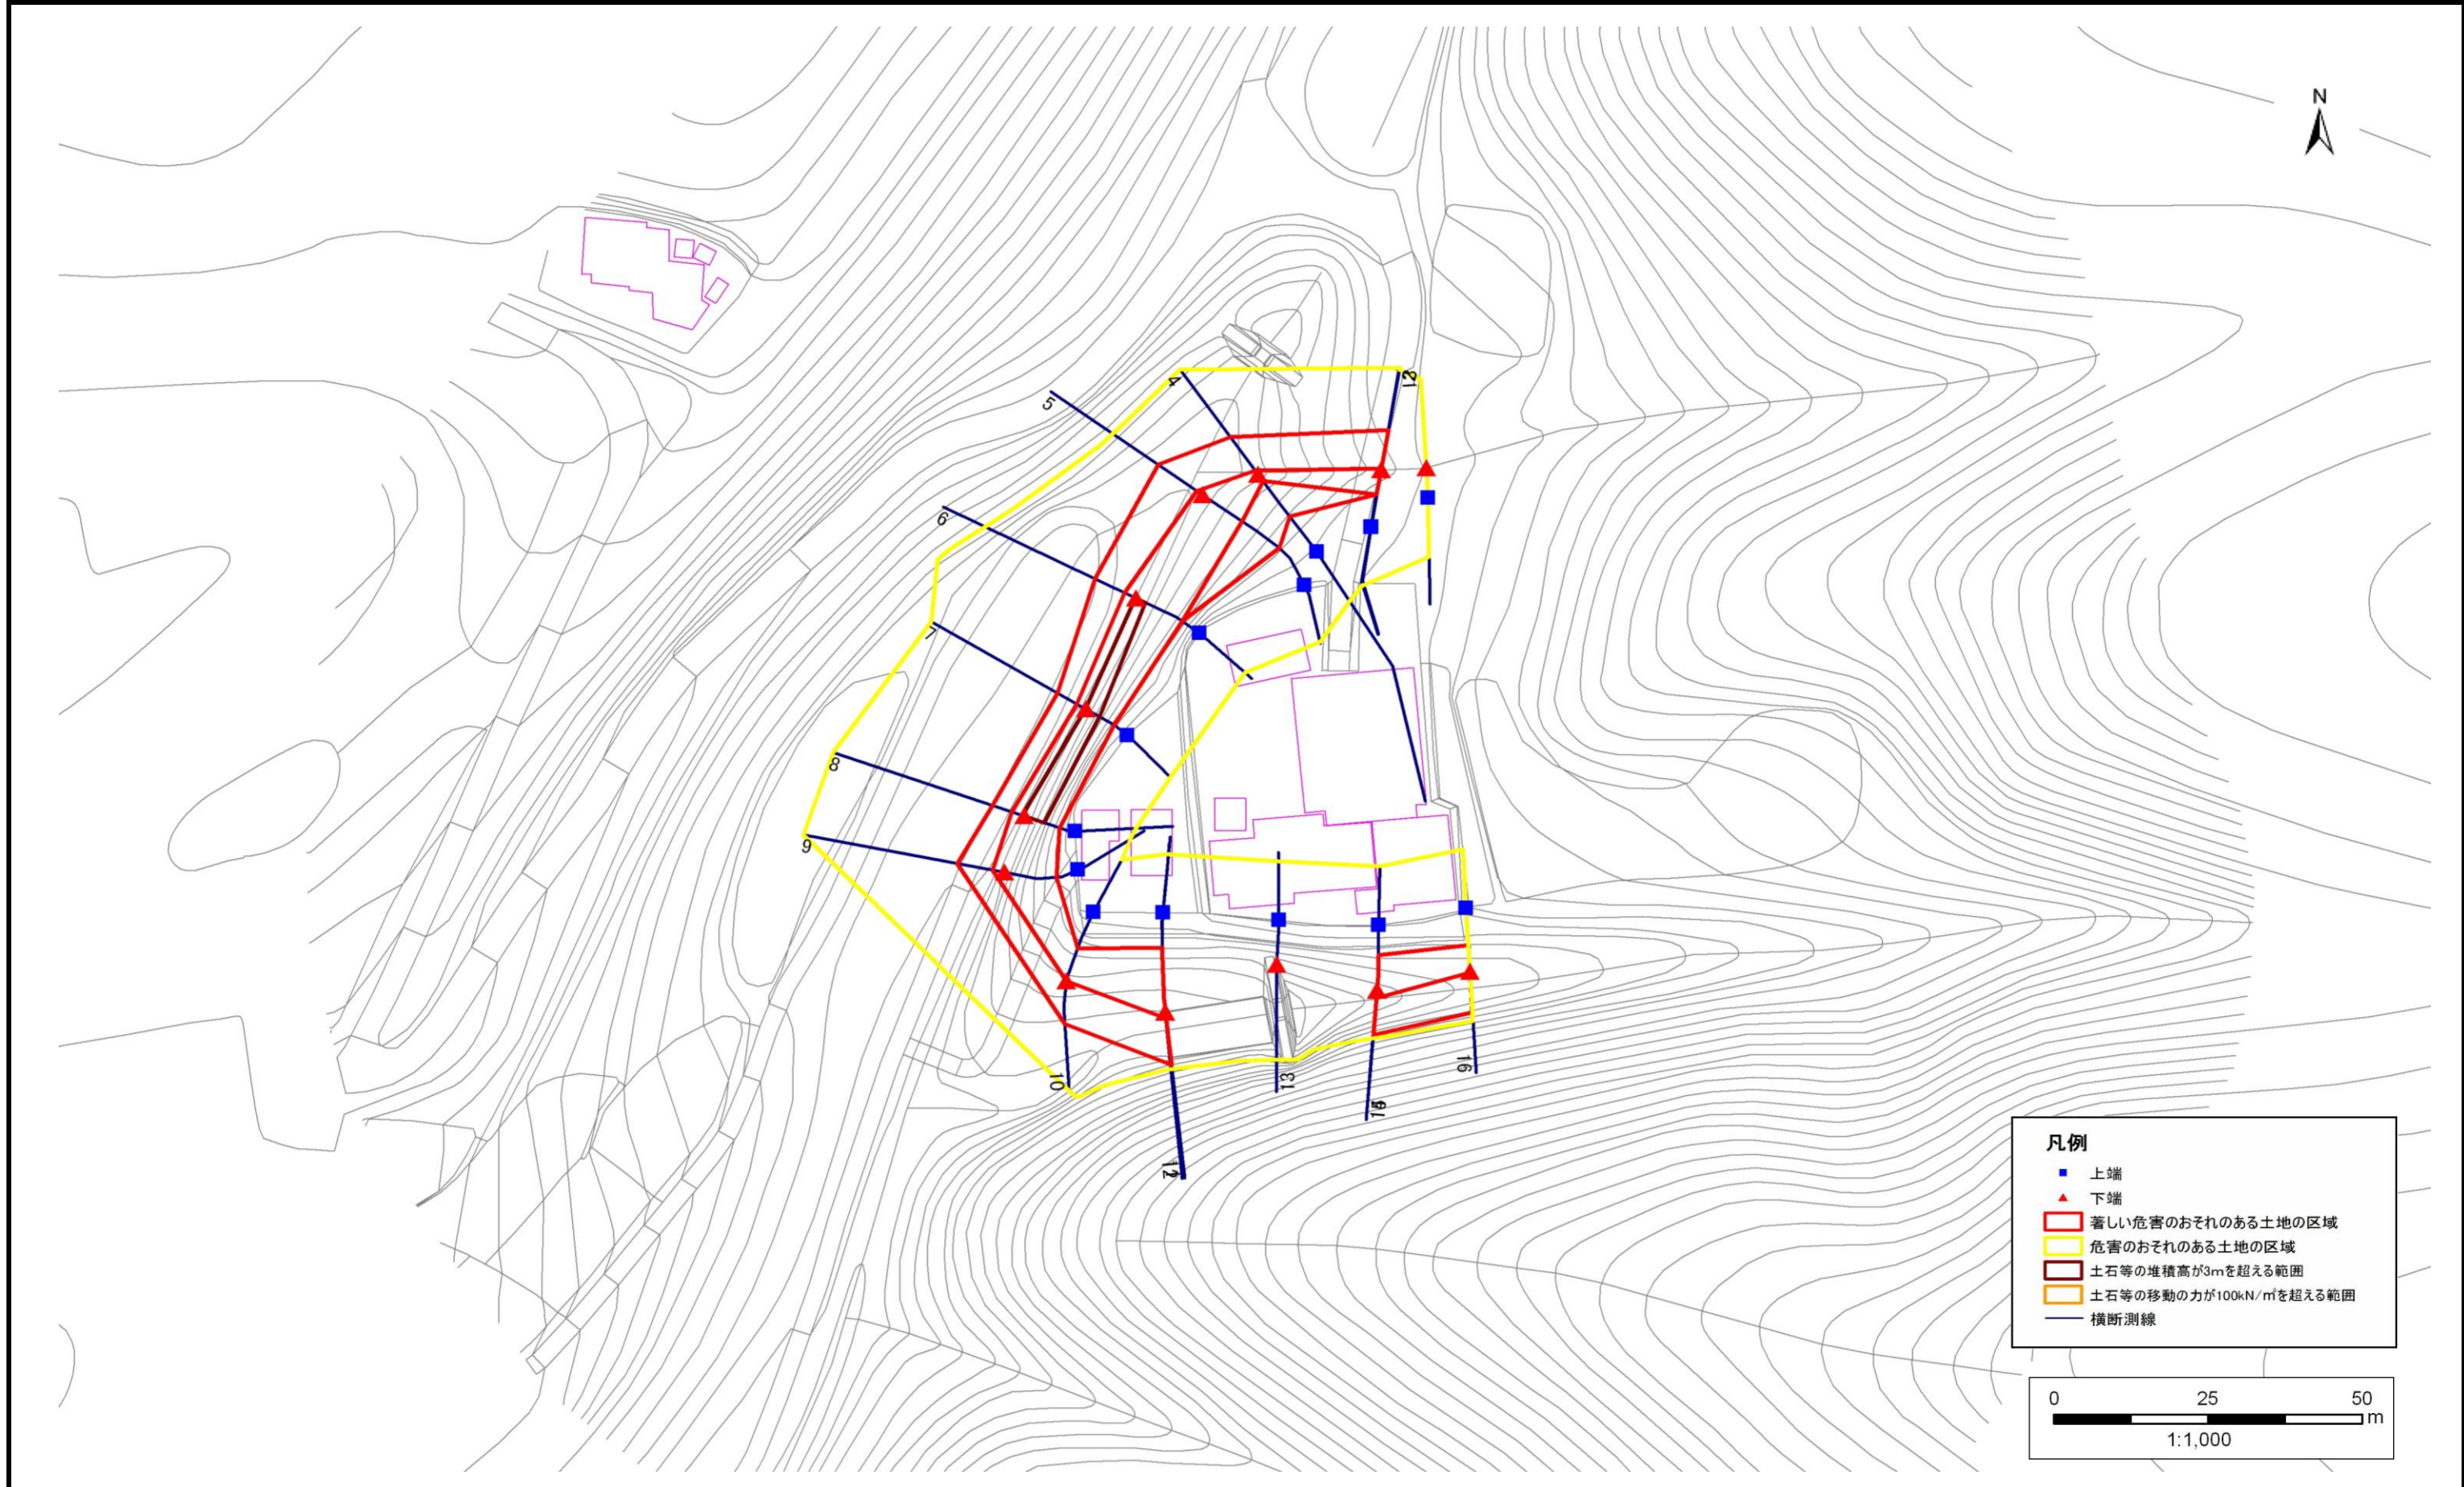 N
4
5
6
7
8
9
10
13
16
凡例
上端
下端
著しい危害のおそれのある土地の区域
危害のおそれのある土地の区域
土石等の堆積高が3mを超える範囲
土石等の移動の力が100kN/㎡を超える範囲
横断測線
0 25 50
m
1:1,000